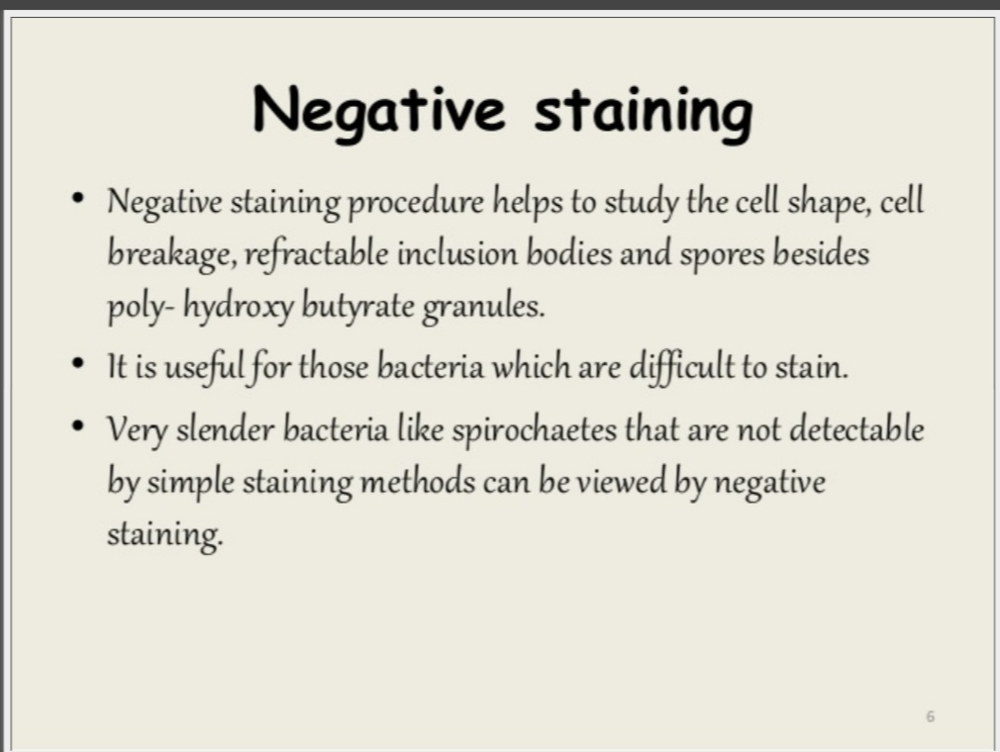 Negative staining
• Negative staining procedure helps to study the cell shape, cell
breakage, refractable inclusion bodies and spores besides
poly- hydroxy butyrate granules.
• It is useful for those bacteria which are difficult to stain.
• Very slender bacteria like spirochaetes that are not detectable
by simple staining methods can be viewed by negative
staining.
6